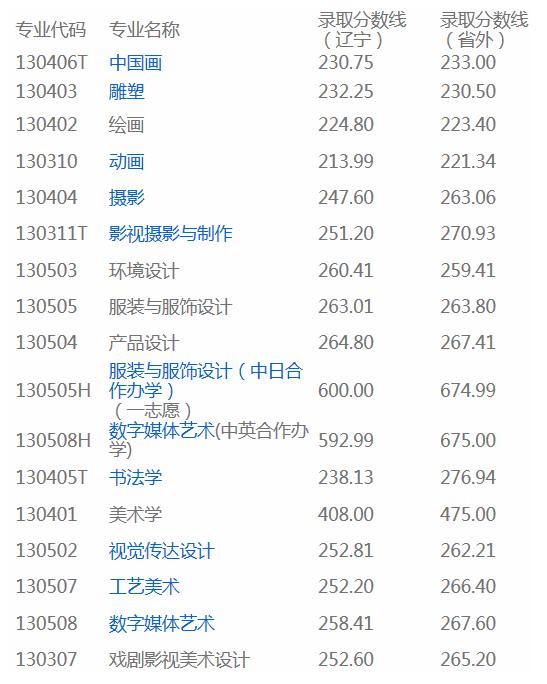 专业代码 专业名称 录取分数线（辽宁） 录取分数线（省外）
130406T 中国画 230.75 233.00
130403 雕塑 232.25 230.50
130402 绘画 224.80 223.40
130310 动画 213.99 221.34
130404 摄影 247.60 263.06
130311T 影视摄影与制作 251.20 270.93
130503 环境设计 260.41 259.41
130505 服装与服饰设计 263.01 263.80
130504 产品设计 264.80 267.41
130505H 服装与服饰设计（中日合作办学）（一志愿） 600.00 674.99
130508H 数字媒体艺术(中英合作办学) 592.99 675.00
130405T 书法学 238.13 276.94
130401 美术学 408.00 475.00
130502 视觉传达设计 252.81 262.21
130507 工艺美术 252.20 266.40
130508 数字媒体艺术 258.41 267.60
130307 戏剧影视美术设计 252.60 265.20